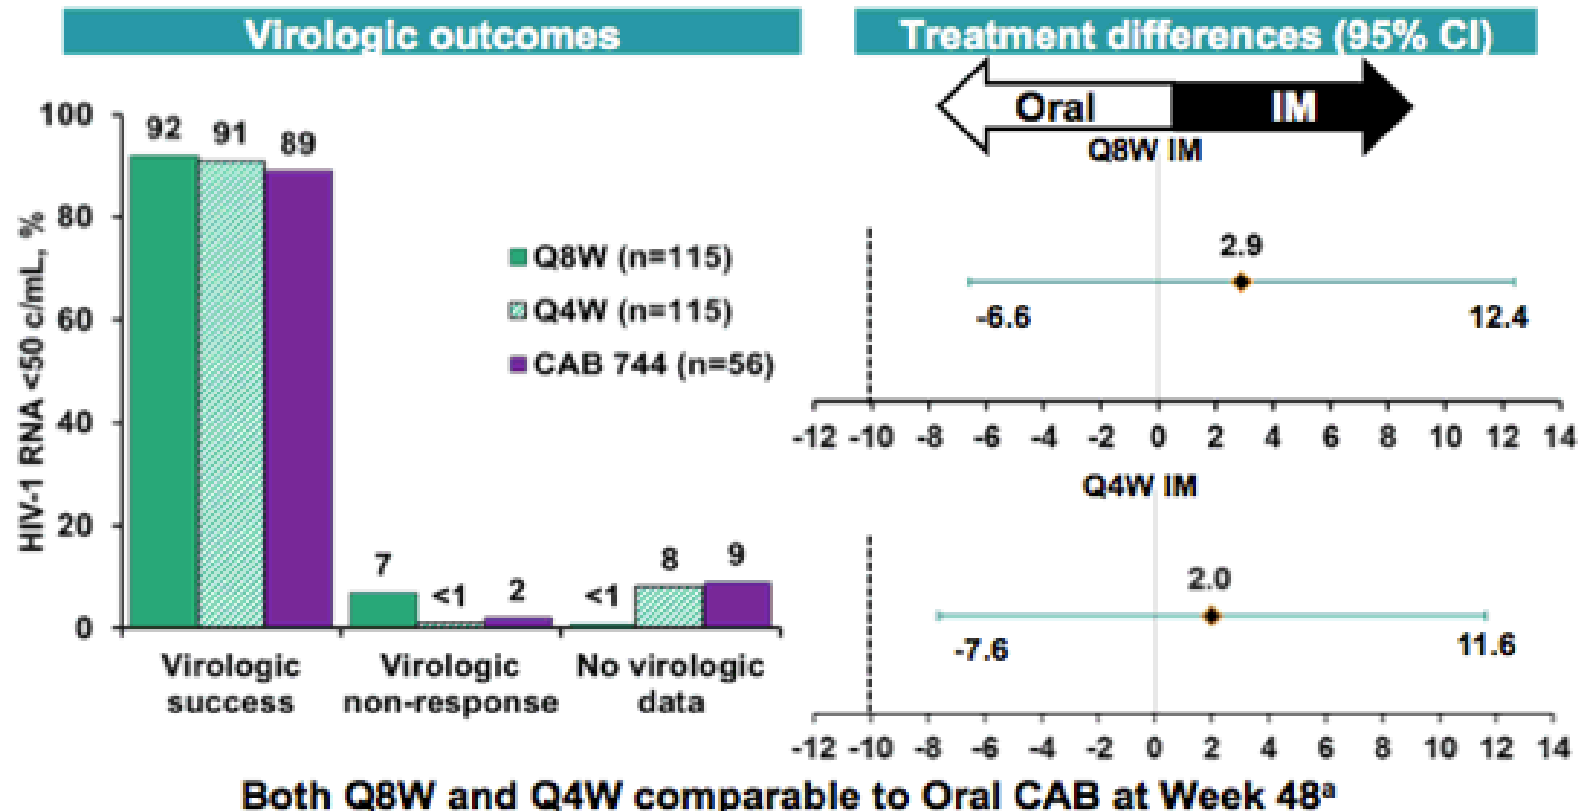 Virologic outcomes
HIV-1 RNA <50 c/mL, %
100
80
60
40
20
0
92
91
89
7
<1
2
<1
8
9
Q8W (n=115)
Q4W (n=115)
CAB 744 (n=56)
Virologic success
Virologic non-response
No virologic data
Treatment differences (95% CI)
Oral
IM
Q8W IM
2.9
-6.6
12.4
-12 -10 -8 -6 -4 -2 0 2 4 6 8 10 12 14
Q4W IM
2.0
-7.6
11.6
-12 -10 -8 -6 -4 -2 0 2 4 6 8 10 12 14
Both Q8W and Q4W comparable to Oral CAB at Week 48ª